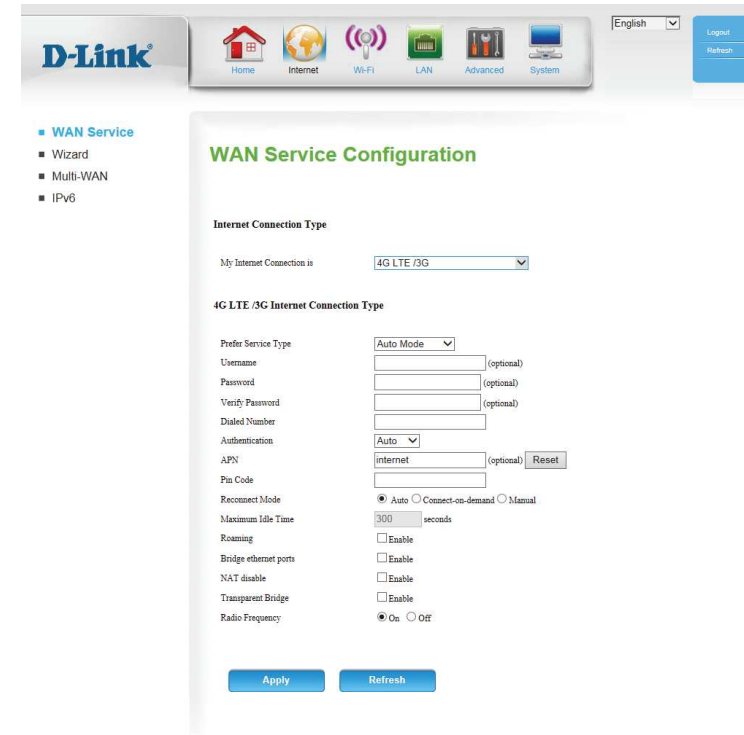 D-Link
Home Internet Wi-Fi LAN Advanced System
English
Logout
Refresh
WAN Service
Wizard
Multi-WAN
IPv6
WAN Service Configuration
Internet Connection Type
My Internet Connection is 4G LTE /3G
4G LTE /3G Internet Connection Type
Prefer Service Type Auto Mode
Username (optional)
Password (optional)
Verify Password (optional)
Dialed Number
Authentication Auto
APN internet (optional) Reset
Pin Code
Reconnect Mode Auto Connect-on-demand Manual
Maximum Idle Time 300 seconds
Roaming Enable
Bridge ethernet ports Enable
NAT disable Enable
Transparent Bridge Enable
Radio Frequency On Off
Apply Refresh